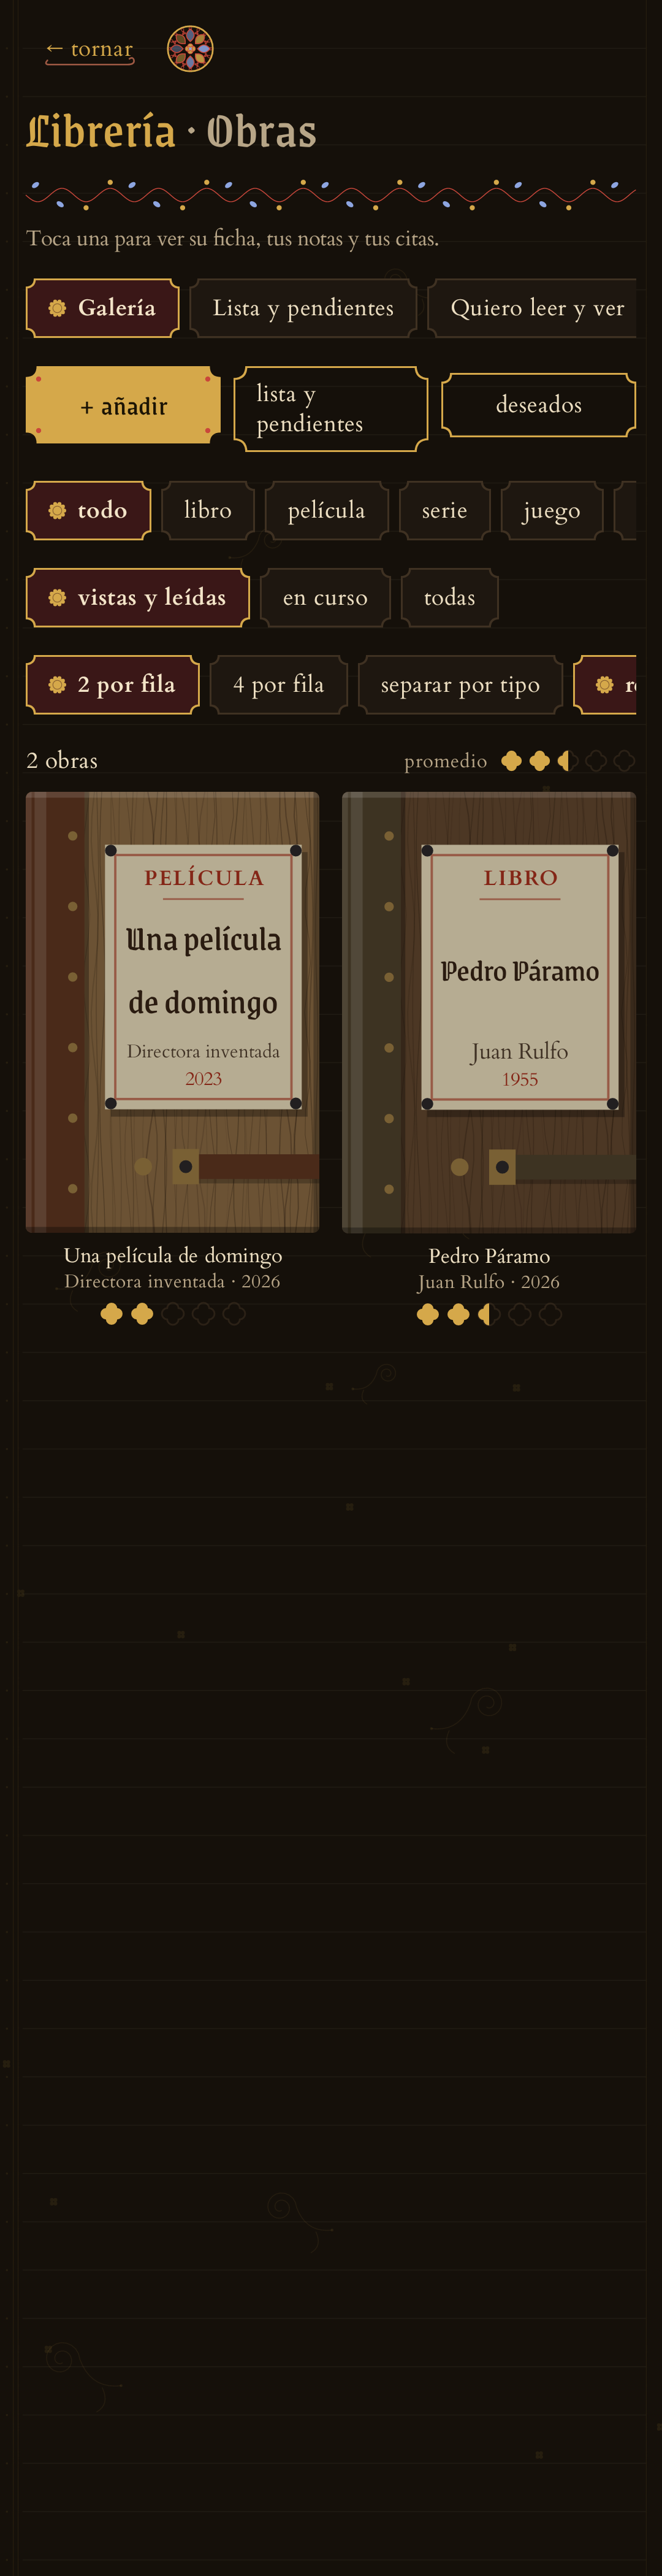 ← tornar
Librería · Obras
Toca una para ver su ficha, tus notas y tus citas.
Galería
Lista y pendientes
Quiero leer y ver
+ añadir
lista y
pendientes
deseados
todo
libro
película
serie
juego
vistas y leídas
en curso
todas
2 por fila
4 por fila
separar por tipo
2 obras
promedio
PELÍCULA
Una película
de domingo
Directora inventada
2023
LIBRO
Pedro Páramo
Juan Rulfo
1955
Una película de domingo
Directora inventada · 2026
Pedro Páramo
Juan Rulfo · 2026